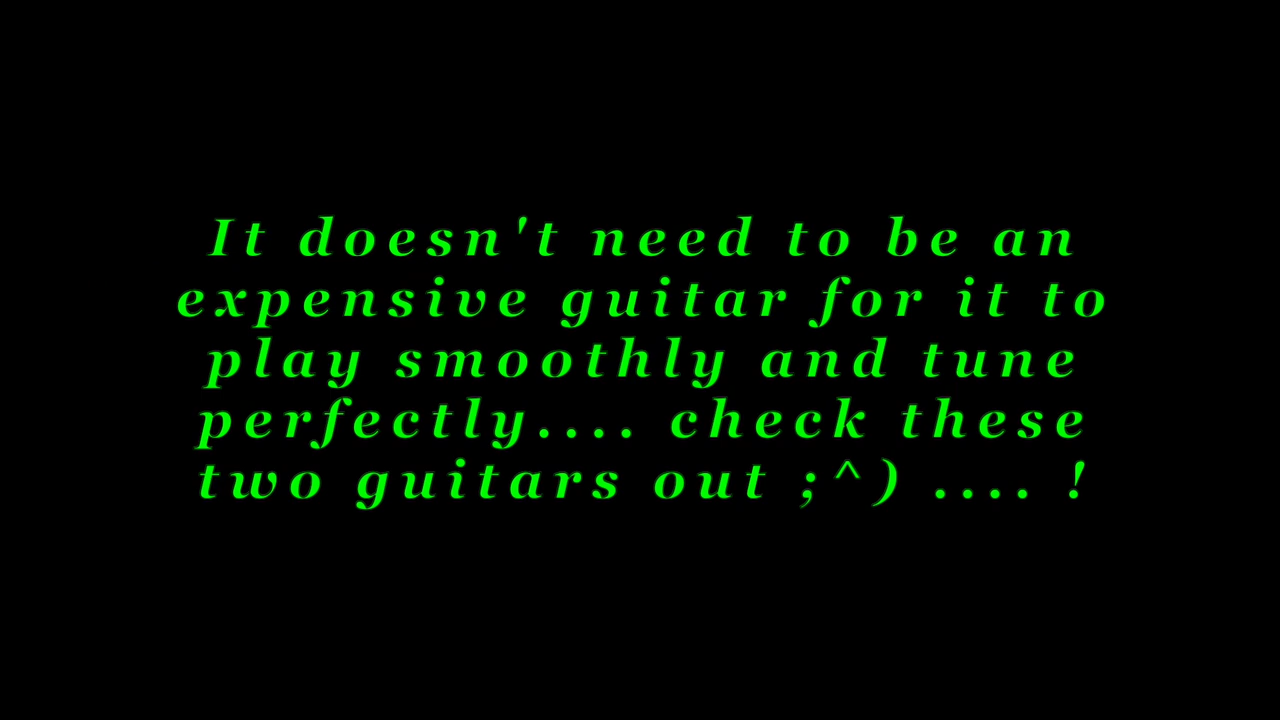 It doesn't need to be an
expensive guitar for it to
play smoothly and tune
perfectly.... check these
two guitars out ;^) .... !